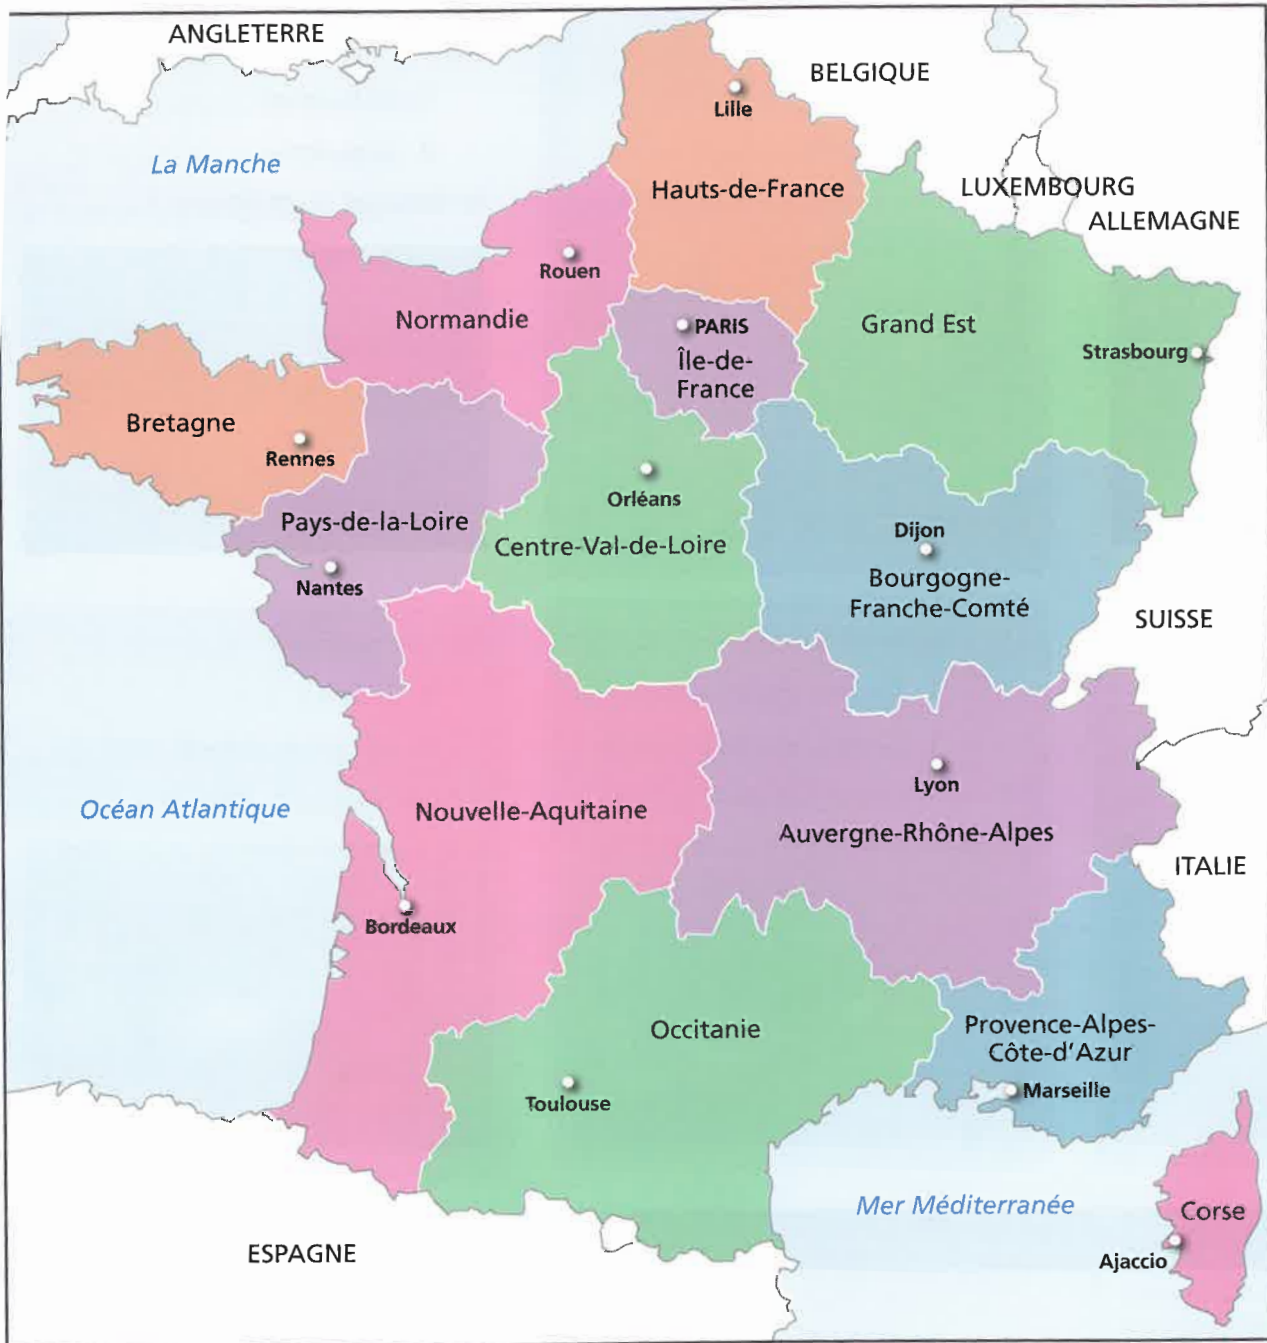 ANGLETERRE
BELGIQUE
Lille
La Manche
Hauts-de-France
LUXEMBOURG
ALLEMAGNE
Rouen
Normandie
PARIS
Île-de-
France
Grand Est
Strasbourg
Bretagne
Rennes
Orléans
Pays-de-la-Loire
Centre-Val-de-Loire
Dijon
Bourgogne-
Franche-Comté
Nantes
SUISSE
Lyon
Océan Atlantique
Nouvelle-Aquitaine
Auvergne-Rhône-Alpes
ITALIE
Bordeaux
Occitanie
Provence-Alpes-
Côte-d'Azur
Toulouse
Marseille
Mer Méditerranée
Corse
ESPAGNE
Ajaccio